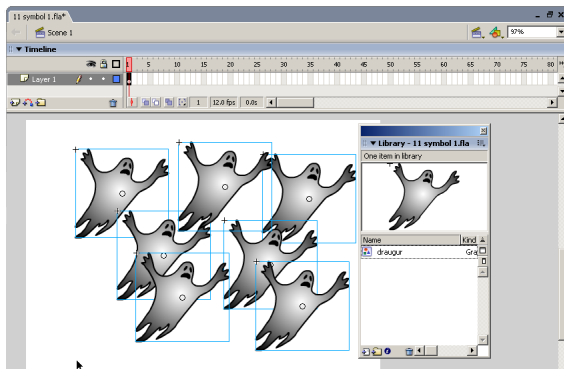 11 symbol 1.fla*
Scene 1
97%
Timeline
1 5 10 15 20 25 30 35 40 45 50 55 60 65 70 75 80
Layer 1
1 12.0 fps 0.0s
Library - 11 symbol 1.fla
One item in library
Name Kind
draugur Gra